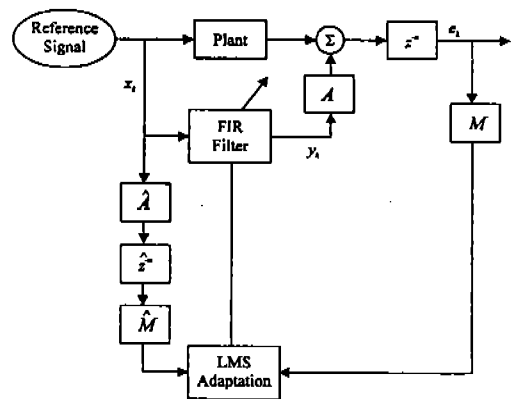 Reference
Signal
Plant
Σ
z⁻ⁿ
e_k
x_k
A
M
FIR
Filter
y_k
Â
ẑ⁻ⁿ
M̂
LMS
Adaptation